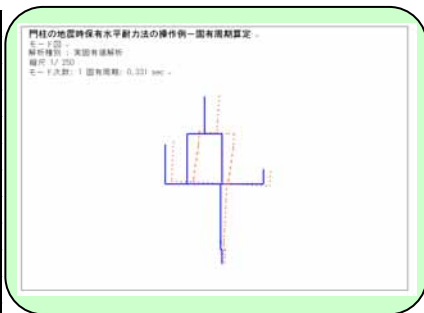 門柱の地震時保有水平耐力法の操作例－固有周期算定 .
モード図 .
解析種別 : 実固有値解析
縮尺 1/ 250
モード次数: 1 固有周期: 0.331 sec .